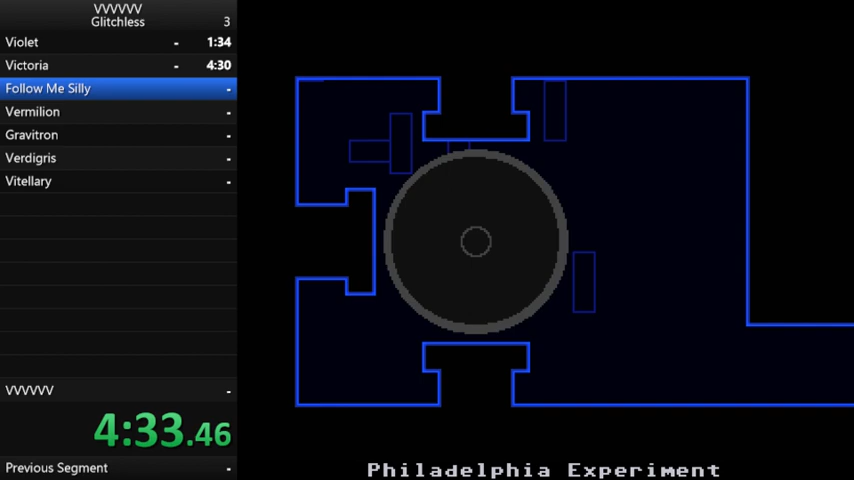 VVVVVV
Glitchless 3
Violet - 1:34
Victoria - 4:30
Follow Me Silly -
Vermilion -
Gravitron -
Verdigris -
Vitellary -
VVVVVV -
4:33.46
Previous Segment -
Philadelphia Experiment